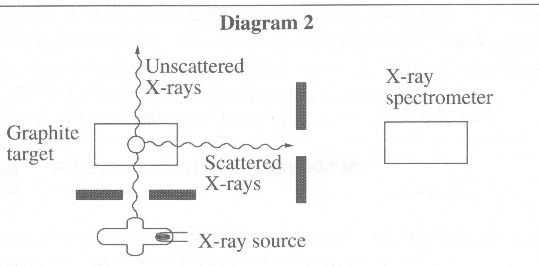 Diagram 2
Unscattered
X-rays
X-ray
spectrometer
Graphite
target
Scattered
X-rays
X-ray source